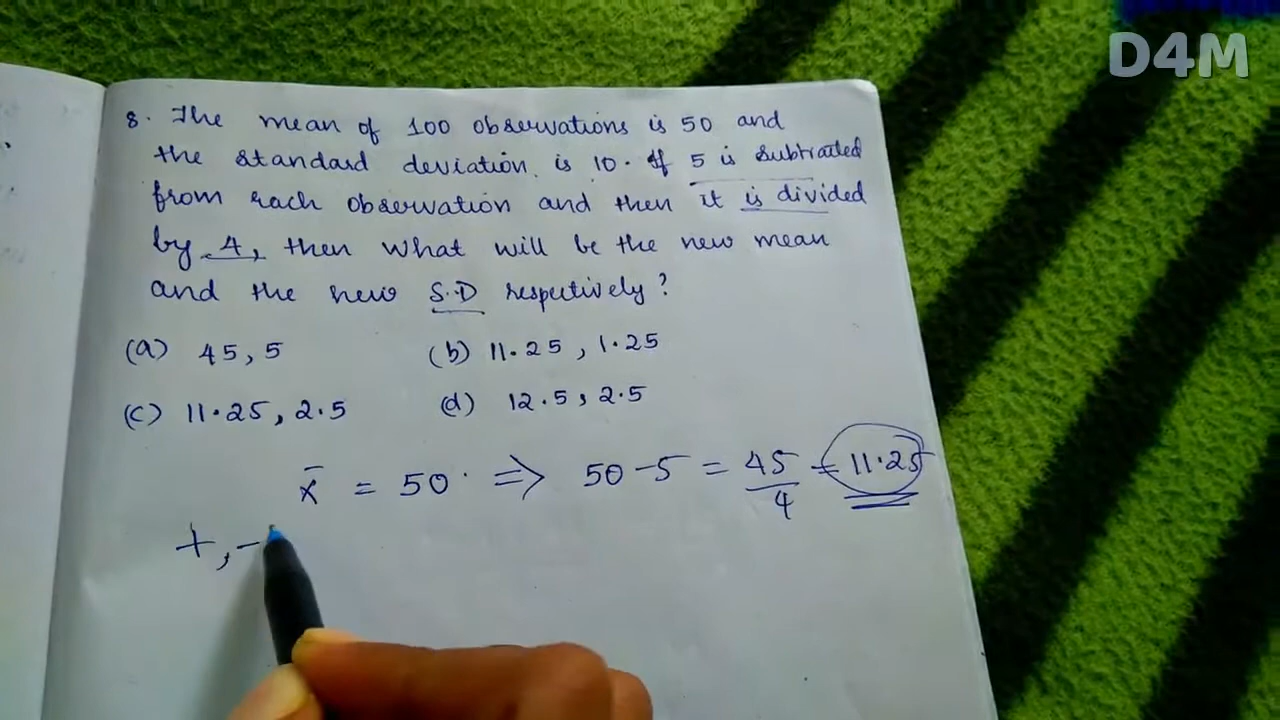 D4M
8. The mean of 100 observations is 50 and
the standard deviation is 10. If 5 is subtracted
from each observation and then it is divided
by 4, then what will be the new mean
and the new S.D respectively?
(a) 45, 5 (b) 11.25, 1.25
(c) 11.25, 2.5 (d) 12.5, 2.5
x̄ = 50 ⇒ 50 - 5 = 45/4 = 11.25
+, -